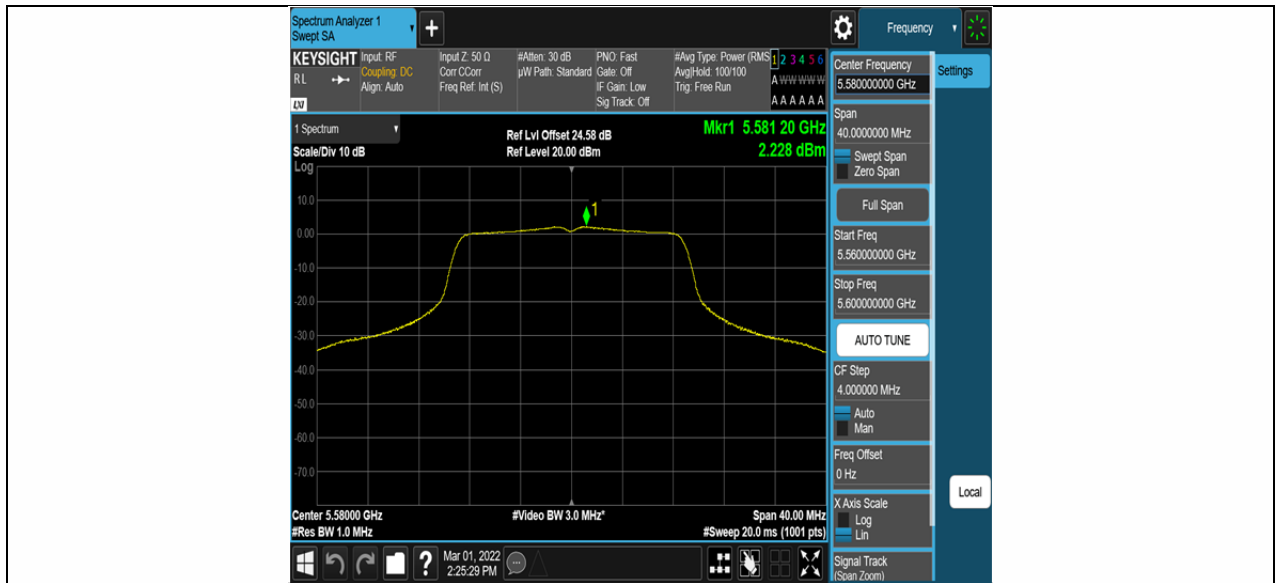 Spectrum Analyzer 1
Swept SA
+
Frequency
KEYSIGHT
RL
LXI
Input: RF
Coupling: DC
Align: Auto
Input Z: 50 Ω
Corr CCorr
Freq Ref: Int (S)
#Atten: 30 dB
µW Path: Standard
PNO: Fast
Gate: Off
IF Gain: Low
Sig Track: Off
#Avg Type: Power (RMS
Avg|Hold: 100/100
Trig: Free Run
1 2 3 4 5 6
A W W W W W
A A A A A A
1 Spectrum
Scale/Div 10 dB
Ref Lvl Offset 24.58 dB
Ref Level 20.00 dBm
Mkr1 5.581 20 GHz
2.228 dBm
Log
10.0
0.00
-10.0
-20.0
-30.0
-40.0
-50.0
-60.0
-70.0
1
Center 5.58000 GHz
#Res BW 1.0 MHz
#Video BW 3.0 MHz*
Span 40.00 MHz
#Sweep 20.0 ms (1001 pts)
Center Frequency
5.580000000 GHz
Span
40.0000000 MHz
Swept Span
Zero Span
Full Span
Start Freq
5.560000000 GHz
Stop Freq
5.600000000 GHz
AUTO TUNE
CF Step
4.000000 MHz
Auto
Man
Freq Offset
0 Hz
X Axis Scale
Log
Lin
Signal Track
(Span Zoom)
Settings
Local
?
Mar 01, 2022
2:25:29 PM